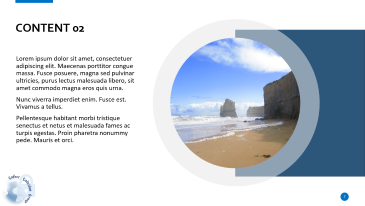 CONTENT 02
Lorem ipsum dolor sit amet, consectetuer
adipiscing elit. Maecenas porttitor congue
massa. Fusce posuere, magna sed pulvinar
ultricies, purus lectus malesuada libero, sit
amet commodo magna eros quis urna.
Nunc viverra imperdiet enim. Fusce est.
Vivamus a tellus.
Pellentesque habitant morbi tristique
senectus et netus et malesuada fames ac
turpis egestas. Proin pharetra nonummy
pede. Mauris et orci.